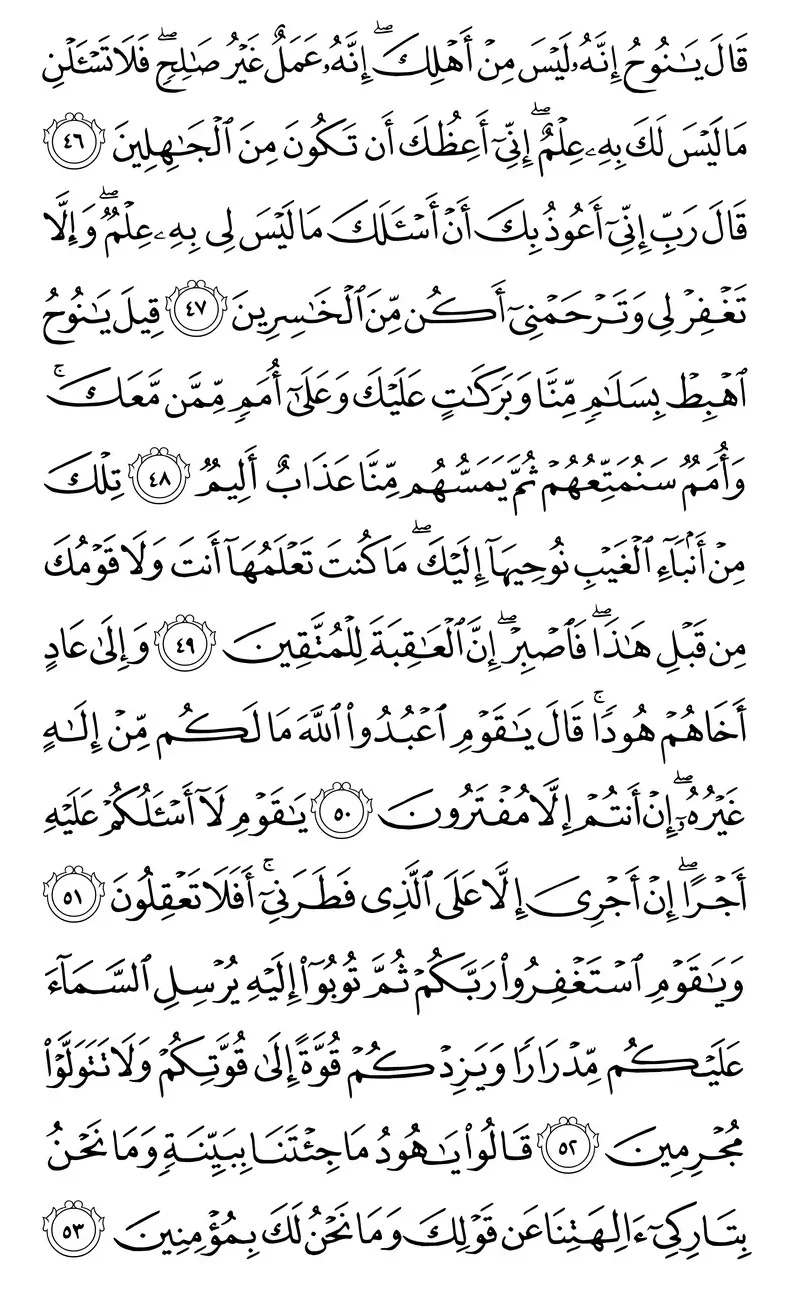 قَالَ يَـٰنُوحُ إِنَّهُۥ لَيْسَ مِنْ أَهْلِكَ ۖ إِنَّهُۥ عَمَلٌ غَيْرُ صَـٰلِحٍ ۖ فَلَا تَسْـَٔلْنِ
مَا لَيْسَ لَكَ بِهِۦ عِلْمٌ ۖ إِنِّىٓ أَعِظُكَ أَن تَكُونَ مِنَ ٱلْجَـٰهِلِينَ ٤٦
قَالَ رَبِّ إِنِّىٓ أَعُوذُ بِكَ أَنْ أَسْـَٔلَكَ مَا لَيْسَ لِى بِهِۦ عِلْمٌ ۖ وَإِلَّا
تَغْفِرْ لِى وَتَرْحَمْنِىٓ أَكُن مِّنَ ٱلْخَـٰسِرِينَ ٤٧ قِيلَ يَـٰنُوحُ
ٱهْبِطْ بِسَلَـٰمٍ مِّنَّا وَبَرَكَـٰتٍ عَلَيْكَ وَعَلَىٰٓ أُمَمٍ مِّمَّن مَّعَكَ ۚ
وَأُمَمٌ سَنُمَتِّعُهُمْ ثُمَّ يَمَسُّهُم مِّنَّا عَذَابٌ أَلِيمٌ ٤٨ تِلْكَ
مِنْ أَنۢبَآءِ ٱلْغَيْبِ نُوحِيهَآ إِلَيْكَ ۖ مَا كُنتَ تَعْلَمُهَآ أَنتَ وَلَا قَوْمُكَ
مِن قَبْلِ هَـٰذَا ۖ فَٱصْبِرْ ۖ إِنَّ ٱلْعَـٰقِبَةَ لِلْمُتَّقِينَ ٤٩ وَإِلَىٰ عَادٍ
أَخَاهُمْ هُودًا ۚ قَالَ يَـٰقَوْمِ ٱعْبُدُوا۟ ٱللَّهَ مَا لَكُم مِّنْ إِلَـٰهٍ
غَيْرُهُۥٓ ۖ إِنْ أَنتُمْ إِلَّا مُفْتَرُونَ ٥٠ يَـٰقَوْمِ لَآ أَسْـَٔلُكُمْ عَلَيْهِ
أَجْرًا ۖ إِنْ أَجْرِىَ إِلَّا عَلَى ٱلَّذِى فَطَرَنِىٓ ۚ أَفَلَا تَعْقِلُونَ ٥١
وَيَـٰقَوْمِ ٱسْتَغْفِرُوا۟ رَبَّكُمْ ثُمَّ تُوبُوٓا۟ إِلَيْهِ يُرْسِلِ ٱلسَّمَآءَ
عَلَيْكُم مِّدْرَارًا وَيَزِدْكُمْ قُوَّةً إِلَىٰ قُوَّتِكُمْ وَلَا تَتَوَلَّوْا۟
مُجْرِمِينَ ٥٢ قَالُوا۟ يَـٰهُودُ مَا جِئْتَنَا بِبَيِّنَةٍ وَمَا نَحْنُ
بِتَارِكِىٓ ءَالِهَتِنَا عَن قَوْلِكَ وَمَا نَحْنُ لَكَ بِمُؤْمِنِينَ ٥٣